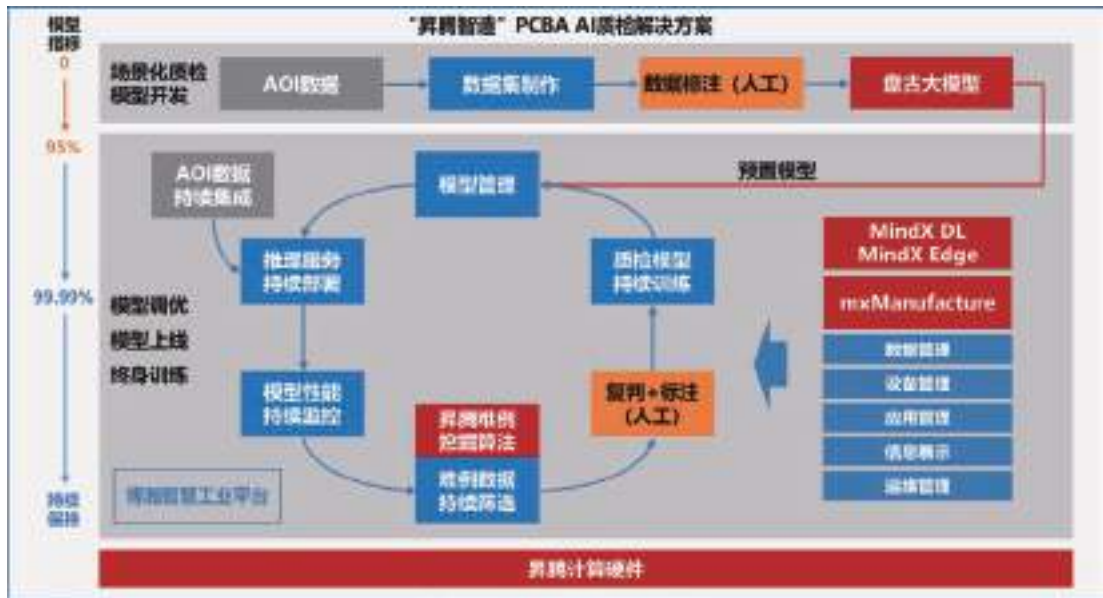 “昇腾智造”PCBA AI质检解决方案
模型
指标
0
95%
99.99%
持续
保持
场景化质检
模型开发
AOI数据
数据集制作
数据标注（人工）
盘古大模型
预置模型
AOI数据
持续集成
模型管理
推理服务
持续部署
质检模型
持续训练
模型调优
模型上线
终身训练
模型性能
持续监控
昇腾难例
挖掘算法
难例数据
持续筛选
复判+标注
(人工)
MindX DL
MindX Edge
mxManufacture
数据管理
设备管理
应用管理
信息展示
运维管理
智慧工业平台
昇腾计算硬件